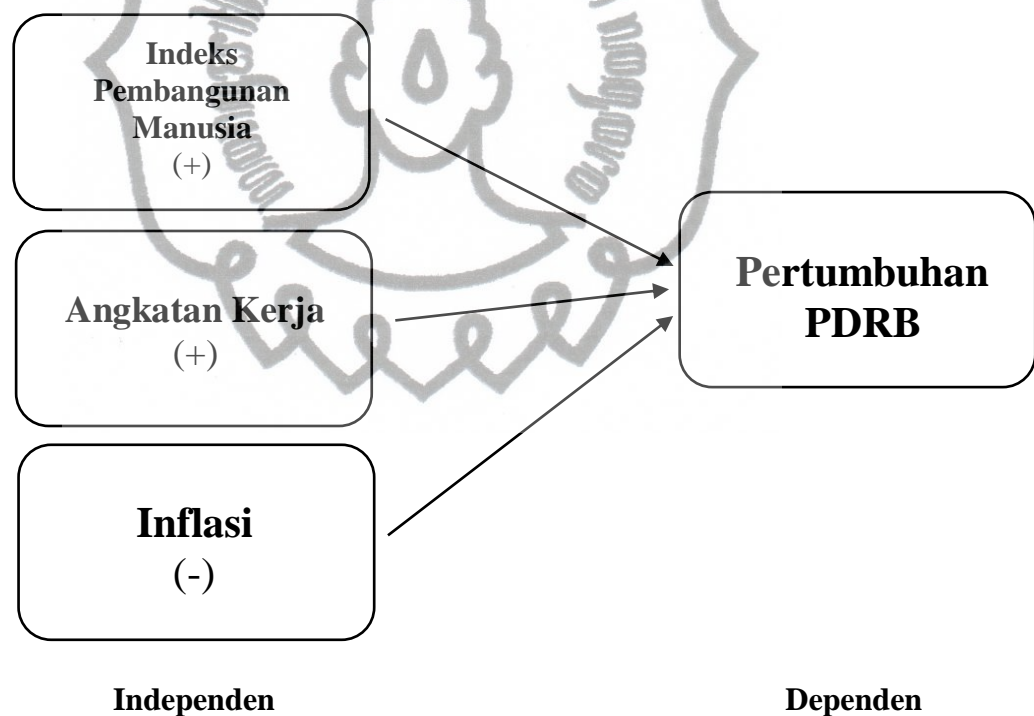 Indeks
Pembangunan
Manusia
(+)
Angkatan Kerja
(+)
Inflasi
(-)
Pertumbuhan
PDRB
Independen
Dependen